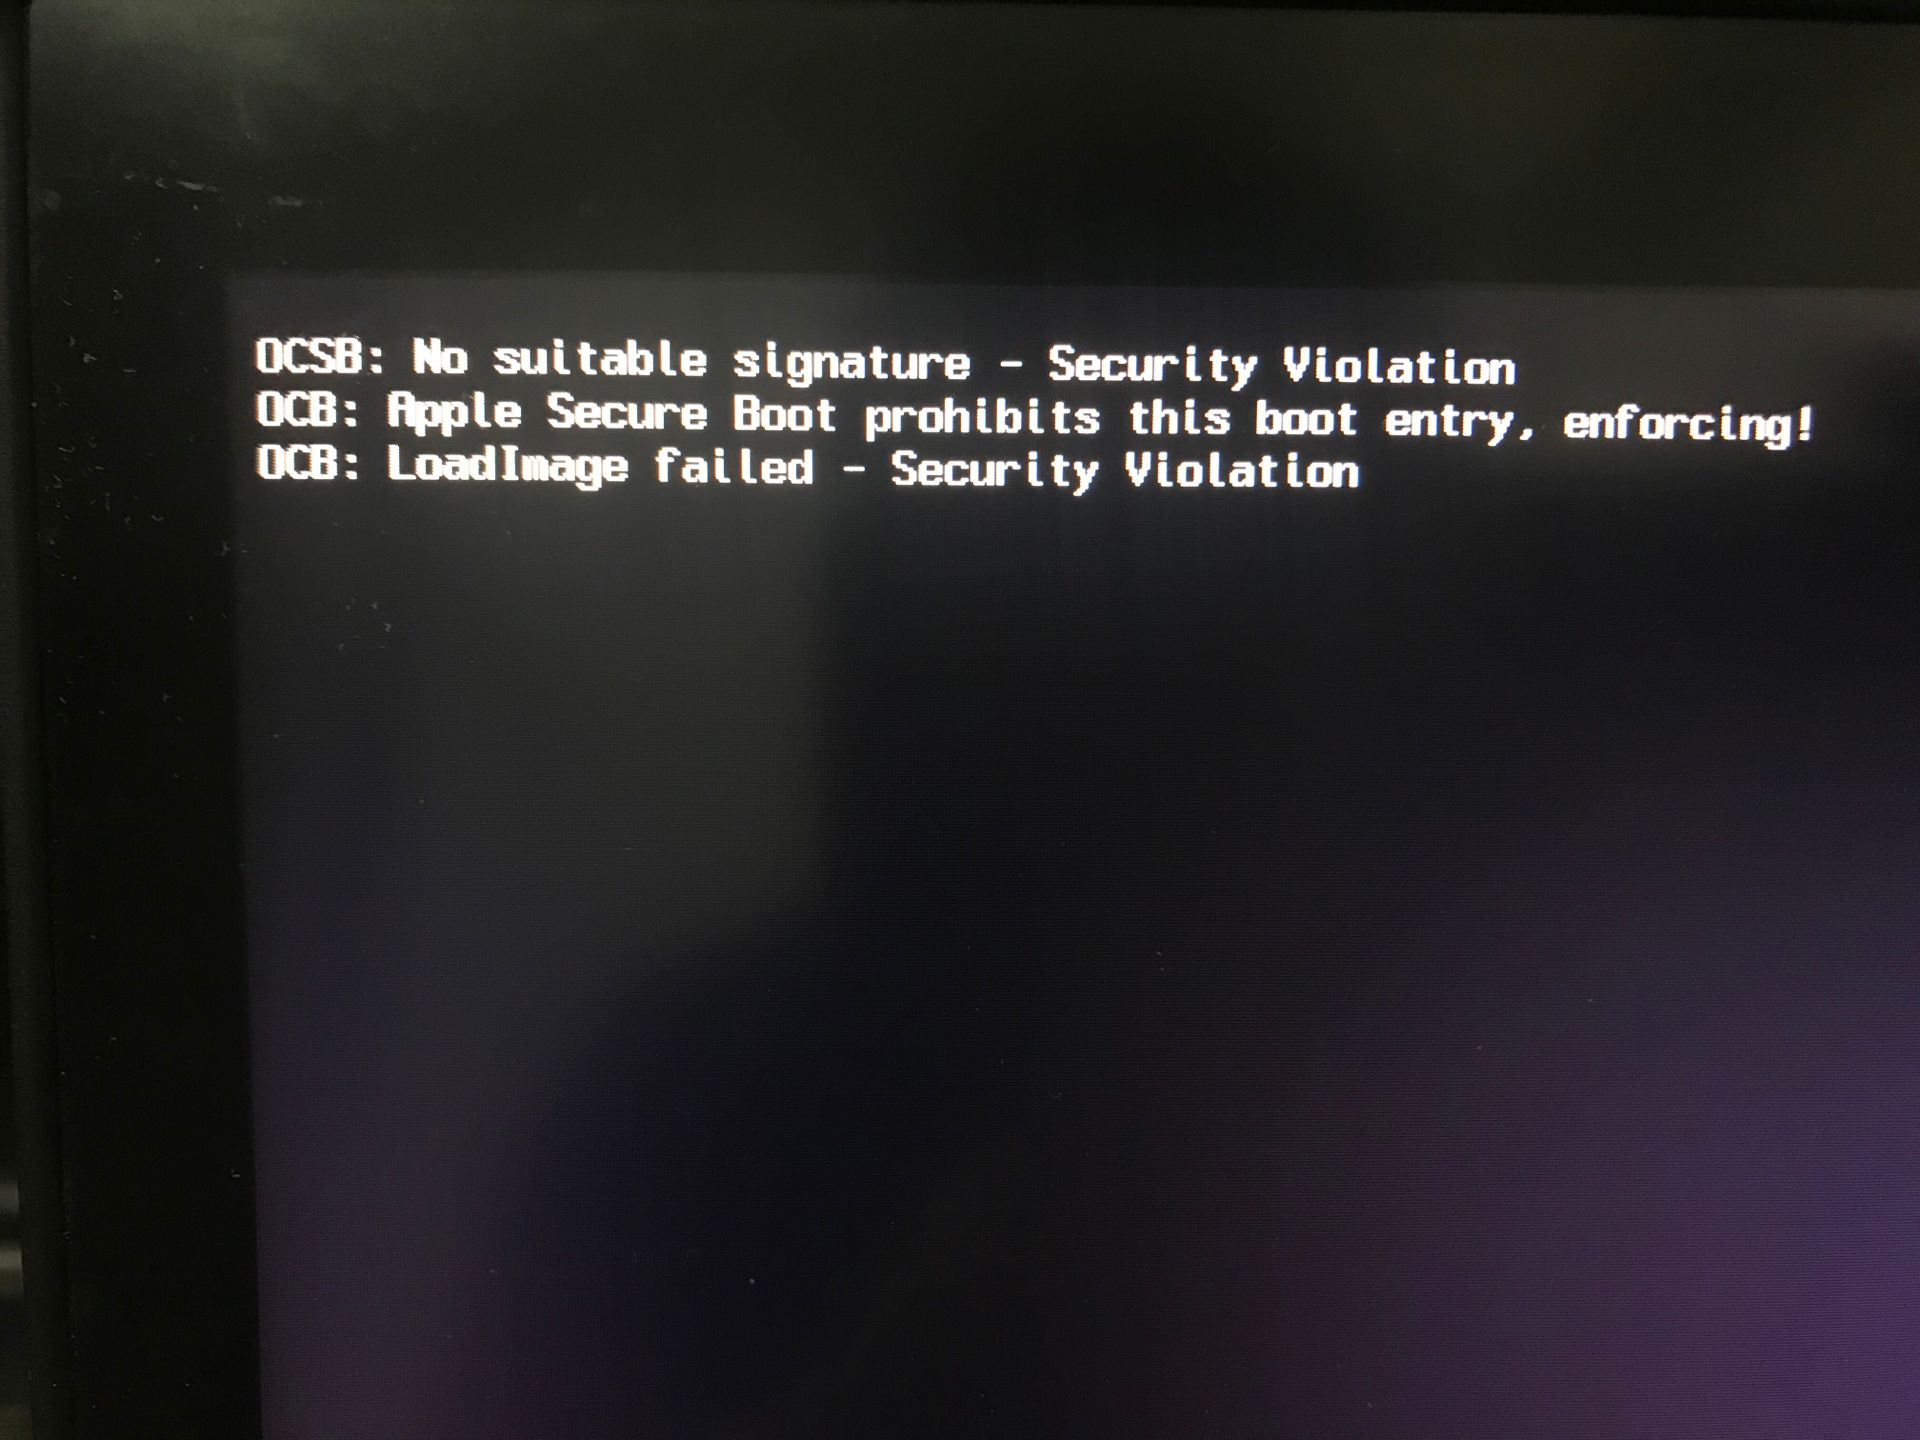 OCSB: No suitable signature - Security Violation
OCB: Apple Secure Boot prohibits this boot entry, enforcing!
OCB: LoadImage failed - Security Violation